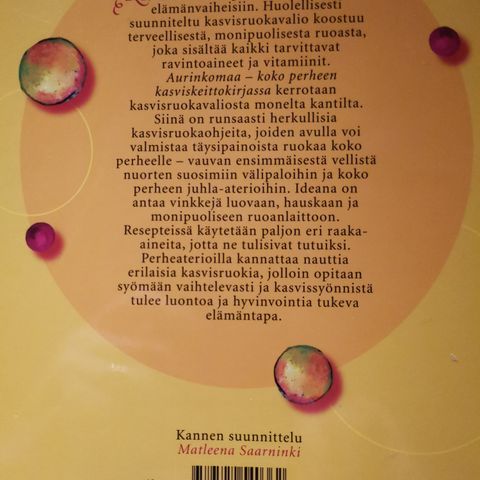 elämänvaiheisiin. Huolellisesti
suunniteltu kasvisruokavalio koostuu
terveellisestä, monipuolisesta ruoasta,
joka sisältää kaikki tarvittavat
ravintoaineet ja vitamiinit.
Aurinkomaa – koko perheen
kasviskeittokirjassa kerrotaan
kasvisruokavaliosta monelta kantilta.
Siinä on runsaasti herkullisia
kasvisruokaohjeita, joiden avulla voi
valmistaa täysipainoista ruokaa koko
perheelle – vauvan ensimmäisestä vellistä
nuorten suosimiin välipaloihin ja koko
perheen juhla-aterioihin. Ideana on
antaa vinkkejä luovaan, hauskaan ja
monipuoliseen ruoanlaittoon.
Resepteissä käytetään paljon eri raaka-
aineita, jotta ne tulisivat tutuiksi.
Perheaterioilla kannattaa nauttia
erilaisia kasvisruokia, jolloin opitaan
syömään vaihtelevasti ja kasvissyönnistä
tulee luontoa ja hyvinvointia tukeva
elämäntapa.
Kannen suunnittelu
Matleena Saarninki